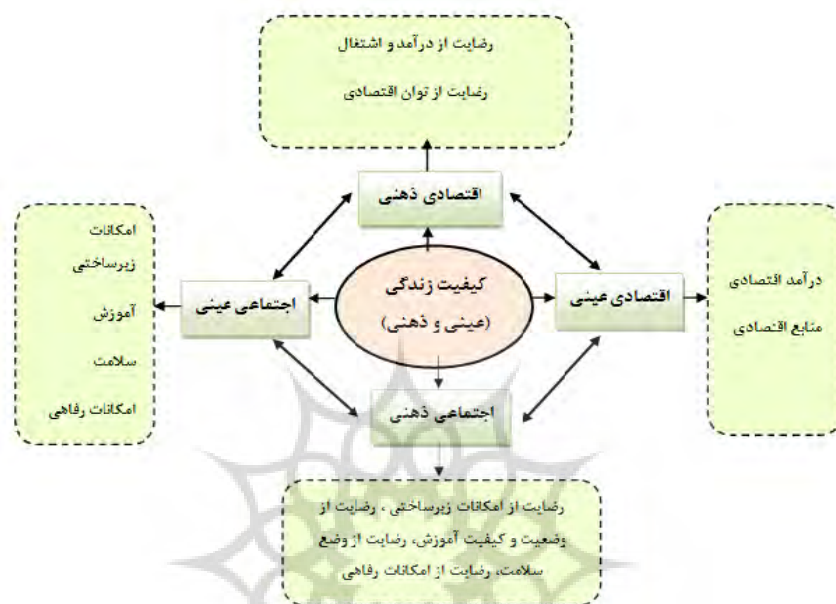 رضایت از درآمد و اشتغال
رضایت از توان اقتصادی
اقتصادی ذهنی
امکانات
زیرساختی
آموزش
سلامت
امکانات رفاهی
اجتماعی عینی
کیفیت زندگی
(عینی و ذهنی)
اقتصادی عینی
درآمد اقتصادی
منابع اقتصادی
اجتماعی ذهنی
رضایت از امکانات زیرساختی ، رضایت از
وضعیت و کیفیت آموزش، رضایت از وضع
سلامت، رضایت از امکانات رفاهی